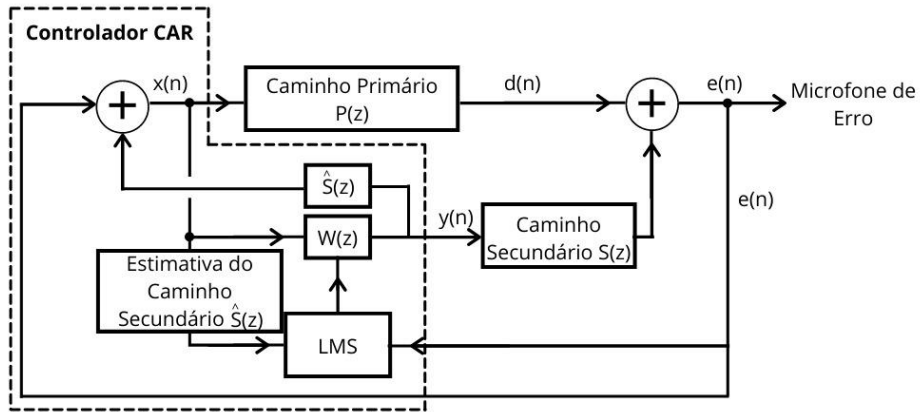 Controlador CAR
x(n)
Caminho Primário
P(z)
d(n)
e(n)
Microfone de
Erro
Ŝ(z)
e(n)
y(n)
W(z)
Caminho
Secundário S(z)
Estimativa do
Caminho
Secundário Ŝ(z)
LMS